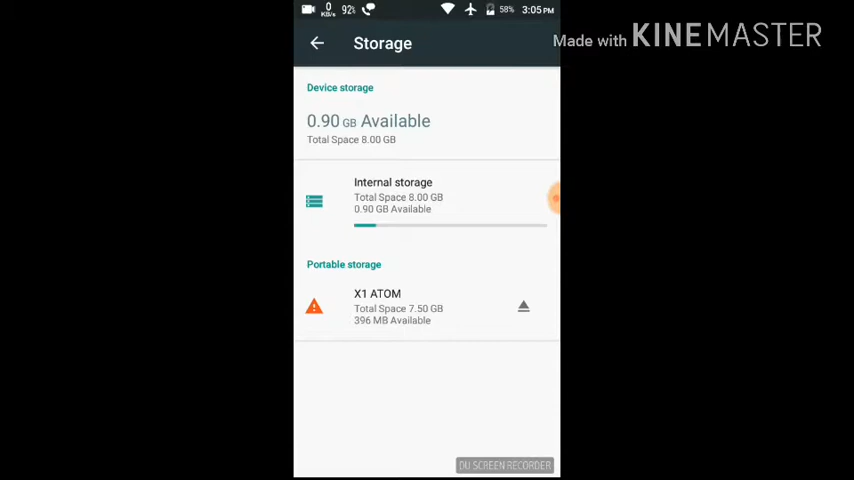 0
KB/s
92%
58%
3:05 PM
Storage
Made with KINEMASTER
Device storage
0.90 GB Available
Total Space 8.00 GB
Internal storage
Total Space 8.00 GB
0.90 GB Available
Portable storage
X1 ATOM
Total Space 7.50 GB
396 MB Available
DU SCREEN RECORDER